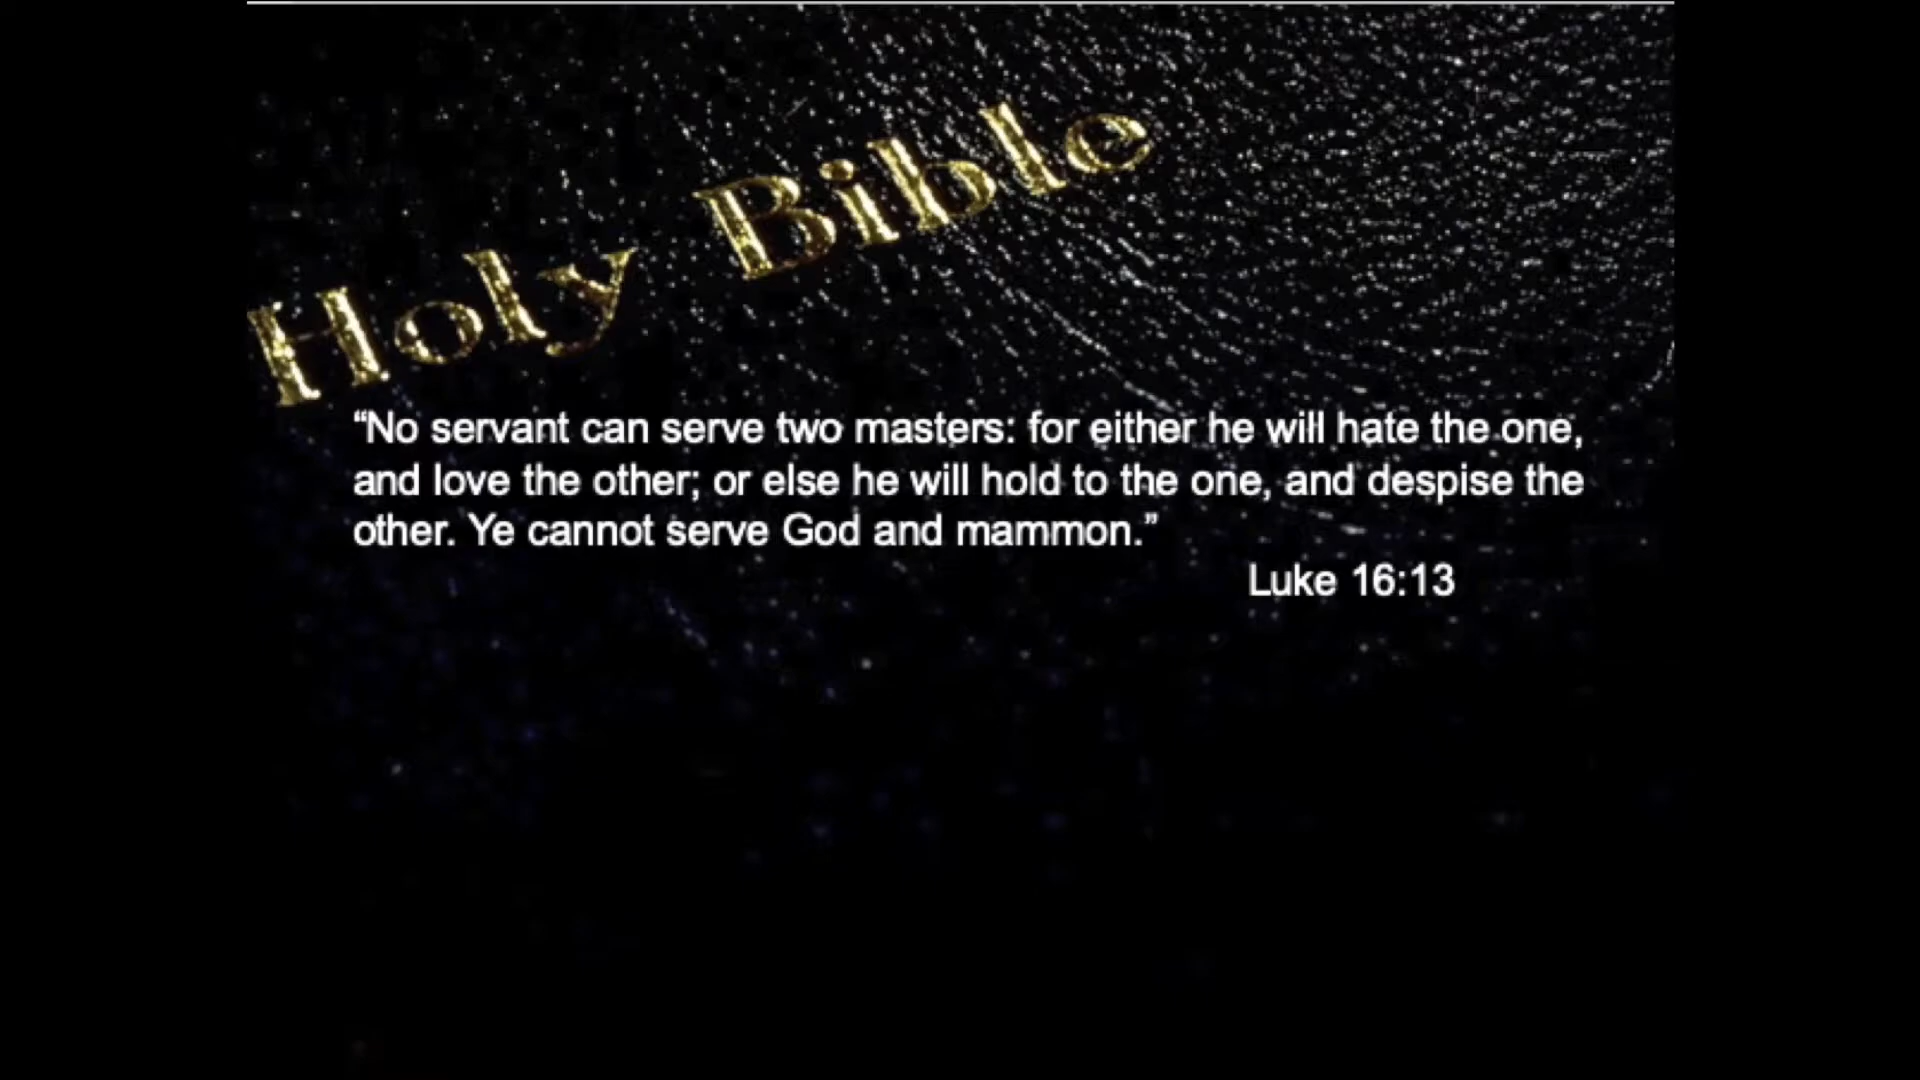 Holy Bible
“No servant can serve two masters: for either he will hate the one,
and love the other; or else he will hold to the one, and despise the
other. Ye cannot serve God and mammon.”
Luke 16:13